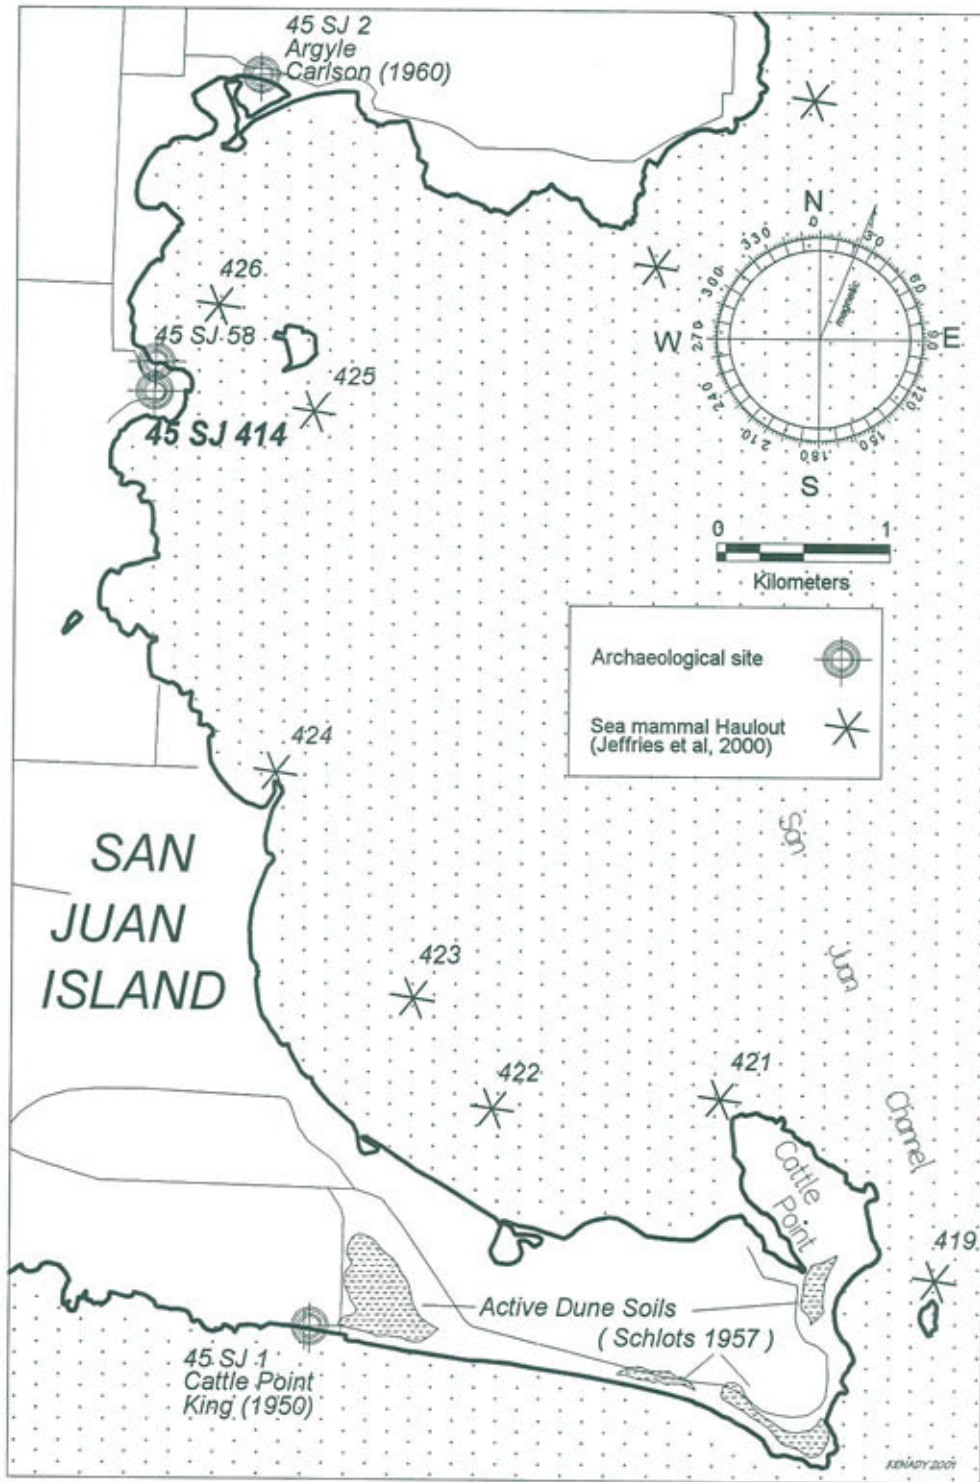 45 SJ 2
Argyle
Carlson (1960)
426
45 SJ 58
425
45 SJ 414
N
0
30
60
90
120
150
180
210
240
270
300
330
magnetic
W
E
S
0 1
Kilometers
Archaeological site
Sea mammal Haulout
(Jeffries et al, 2000)
424
SAN
JUAN
ISLAND
San
Juan
Channel
423
422
421
Cattle
Point
419
Active Dune Soils
(Schlots 1957)
45 SJ 1
Cattle Point
King (1950)
KENADY 2001